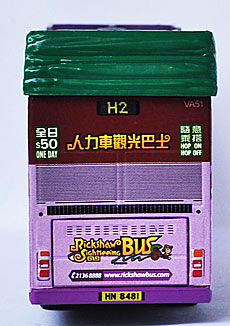 H2
VA51
全日
$50
ONE DAY
人力車觀光巴士
隨意
乘搭
HOP ON
HOP OFF
Rickshaw
Sightseeing
BUS
2136 8888 www.rickshawbus.com
HN 8481